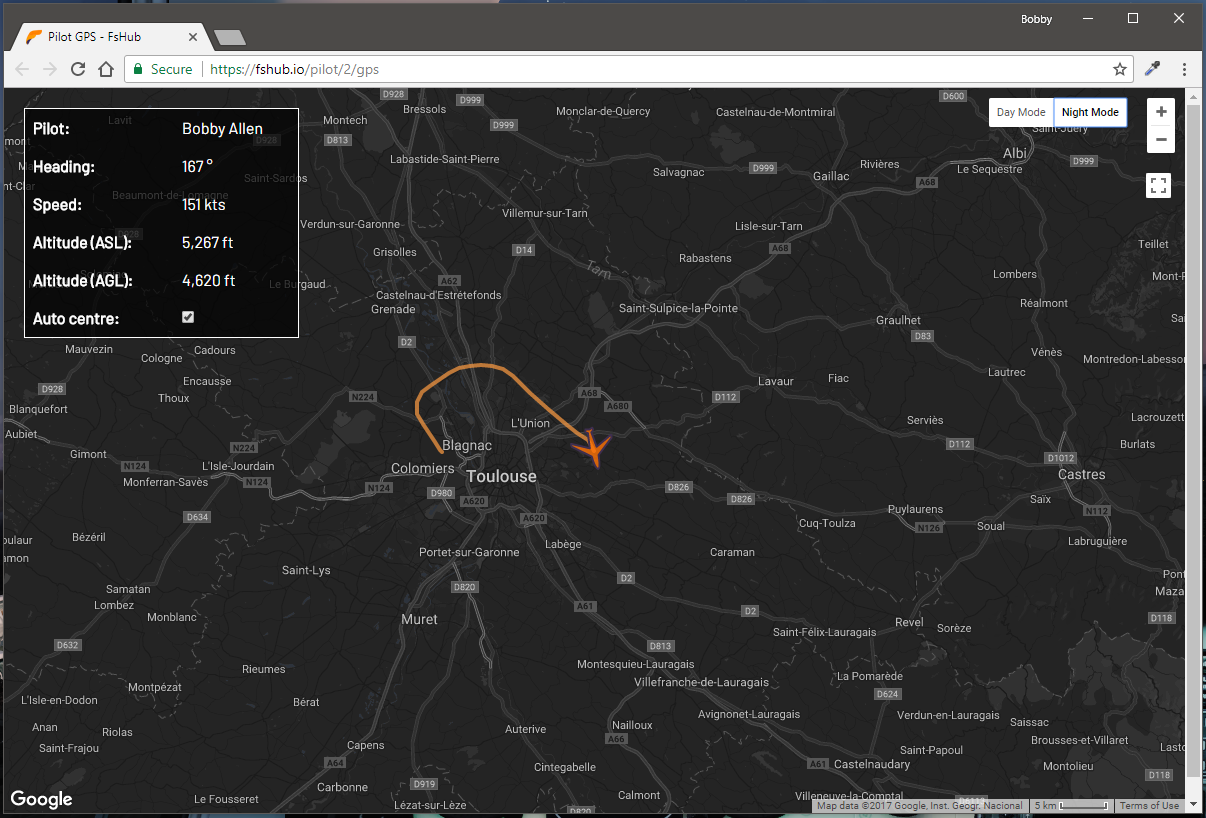 Bobby
Pilot GPS - FsHub
Secure https://fshub.io/pilot/2/gps
Pilot: Bobby Allen
Heading: 167 °
Speed: 151 kts
Altitude (ASL): 5,267 ft
Altitude (AGL): 4,620 ft
Auto centre:
Day Mode Night Mode
+
−
D928
Bressols
D999
Monclar-de-Quercy
Castelnau-de-Montmiral
D600
Lavit
Montech
D999
Saint-Juéry
D928
D813
Labastide-Saint-Pierre
Albi
D999
Salvagnac
D999
Rivières
Le Sequestre
Gaillac
A68
Saint-Sardos
Beaumont-de-Lomagne
Villemur-sur-Tarn
Verdun-sur-Garonne
Lisle-sur-Tarn
D928
Grisolles
D14
A68
Teillet
Rabastens
Tarn
Lombers
Mont-F
Le Burgaud
A62
Castelnau-d'Estrétefonds
Grenade
Saint-Sulpice-la-Pointe
Réalmont
Graulhet
D2
D83
Mauvezin
Cologne
Cadours
Vénès
Montredon-Labesson
Encausse
Thoux
Lautrec
D928
N224
A68
Lavaur
Fiac
D112
A680
Blanquefort
Lacrouzett
L'Union
Serviès
Aubiet
D112
Burlats
Gimont
N224
Blagnac
D1012
N124
L'Isle-Jourdain
Colomiers
Toulouse
Castres
Monferran-Savès
N124
N124
D980
A620
D826
D826
Saïx
Puylaurens
N112
D634
A620
Cuq-Toulza
N126
Soual
Bézéril
Labège
Labruguière
Portet-sur-Garonne
Caraman
Saint-Lys
D2
Samatan
D820
Lombez
Monblanc
Muret
A61
D2
D118
Revel
Sorèze
Saint-Félix-Lauragais
D632
D813
Rieumes
Montesquieu-Lauragais
Villefranche-de-Lauragais
La Pomarède
Montpézat
D624
L'Isle-en-Dodon
Bérat
Avignonet-Lauragais
Verdun-en-Lauragais
Anan
Riolas
Auterive
Nailloux
Saissac
A66
Saint-Frajou
Capens
Saint-Papoul
Brousses-et-Villaret
A64
Cintegabelle
A61
Castelnaudary
Montolieu
D118
Carbonne
D919
Calmont
Villeneuve-la-Comptal
Le Fousseret
Lézat-sur-Lèze
D820
Google
Map data ©2017 Google, Inst. Geogr. Nacional
5 km
Terms of Use